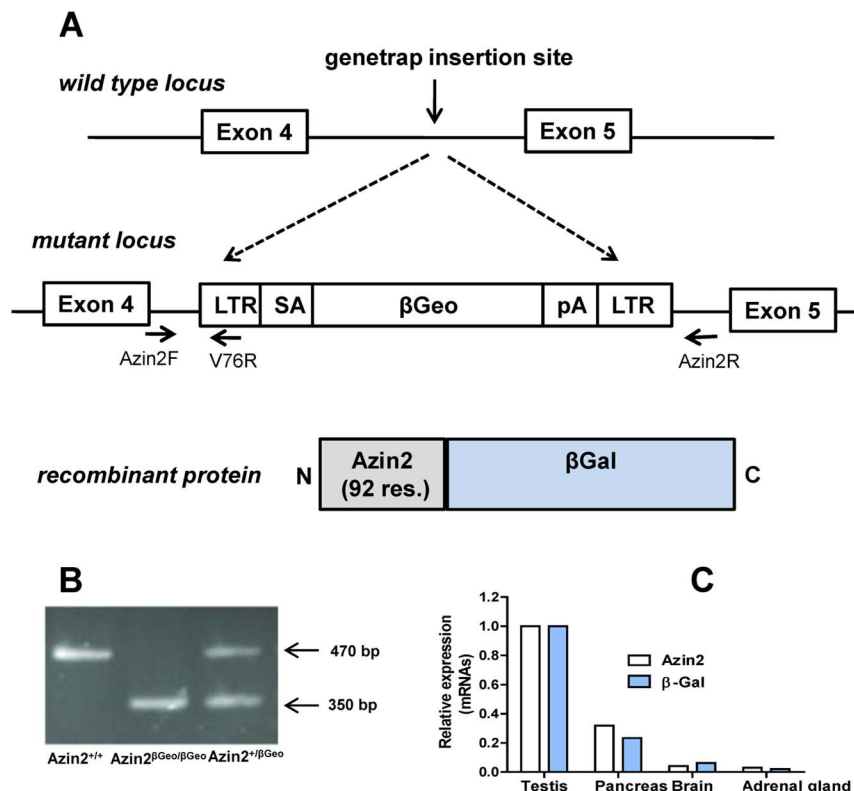 A
genetrap insertion site
wild type locus
Exon 4
Exon 5
mutant locus
Exon 4
LTR
SA
βGeo
pA
LTR
Exon 5
Azin2F
V76R
Azin2R
recombinant protein
N
Azin2
(92 res.)
βGal
C
B
470 bp
350 bp
Azin2+/+
Azin2βGeo/βGeo
Azin2+/βGeo
C
Relative expression
(mRNAs)
1.2
1.0
0.8
0.6
0.4
0.2
0.0
Azin2
β-Gal
Testis
Pancreas
Brain
Adrenal gland